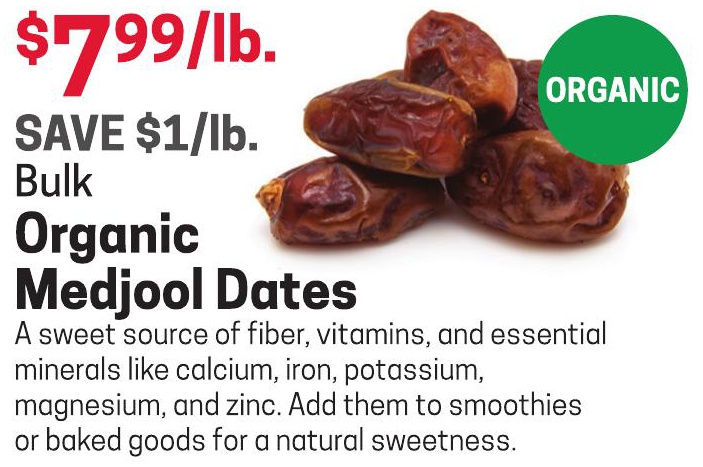 $7.99/lb.
ORGANIC
SAVE $1/lb.
Bulk
Organic
Medjool Dates
A sweet source of fiber, vitamins, and essential
minerals like calcium, iron, potassium,
magnesium, and zinc. Add them to smoothies
or baked goods for a natural sweetness.